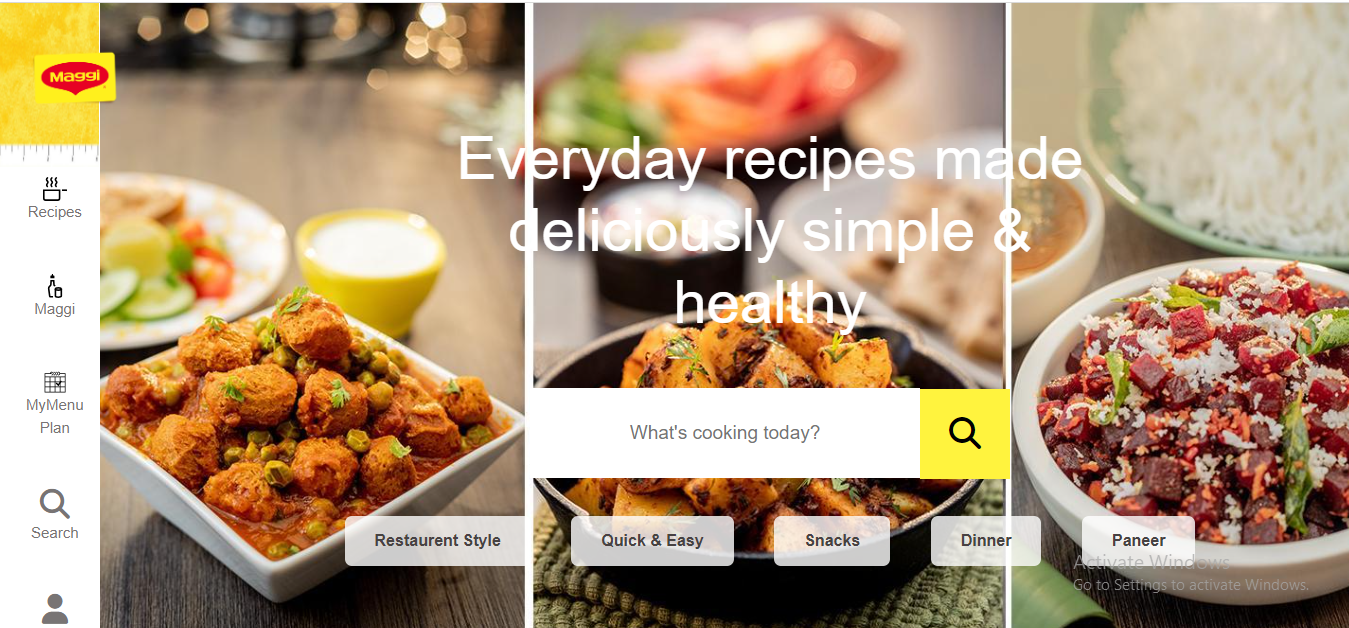 Maggi
Recipes
Maggi
MyMenu
Plan
Search
Everyday recipes made
deliciously simple &
healthy
What's cooking today?
Restaurent Style
Quick & Easy
Snacks
Dinner
Paneer
Activate Windows
Go to Settings to activate Windows.